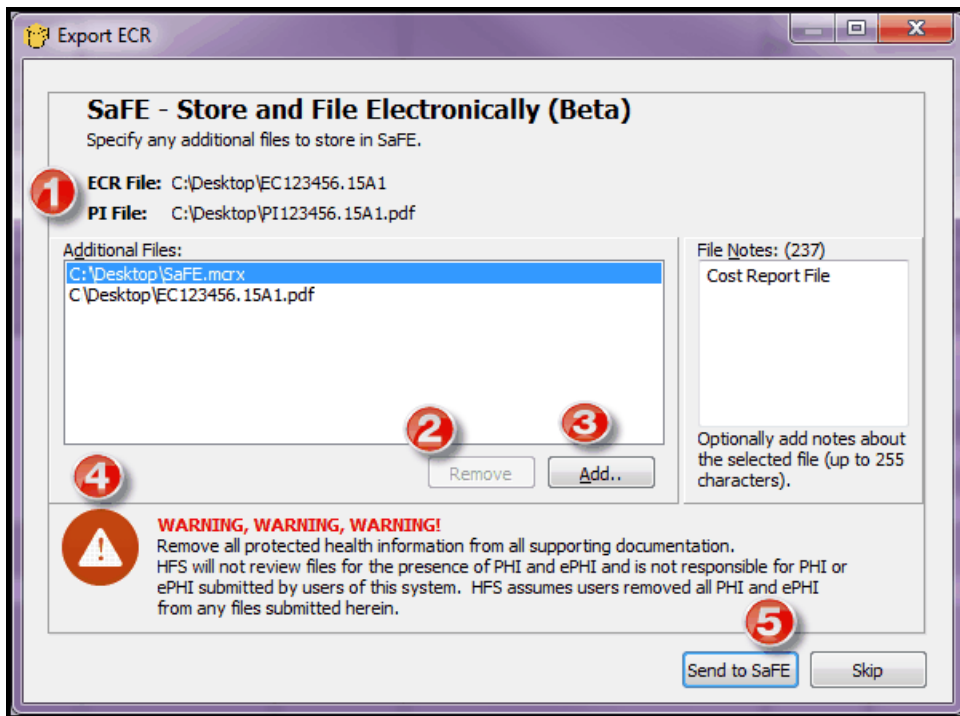 Export ECR
SaFE - Store and File Electronically (Beta)
Specify any additional files to store in SaFE.
1
ECR File: C:\Desktop\EC123456.15A1
PI File: C:\Desktop\PI123456.15A1.pdf
Additional Files:
C:\Desktop\SaFE.mcrx
C\Desktop\EC123456.15A1.pdf
File Notes: (237)
Cost Report File
Optionally add notes about
the selected file (up to 255
characters).
2
3
Remove
Add..
4
WARNING, WARNING, WARNING!
Remove all protected health information from all supporting documentation.
HFS will not review files for the presence of PHI and ePHI and is not responsible for PHI or
ePHI submitted by users of this system. HFS assumes users removed all PHI and ePHI
from any files submitted herein.
5
Send to SaFE
Skip